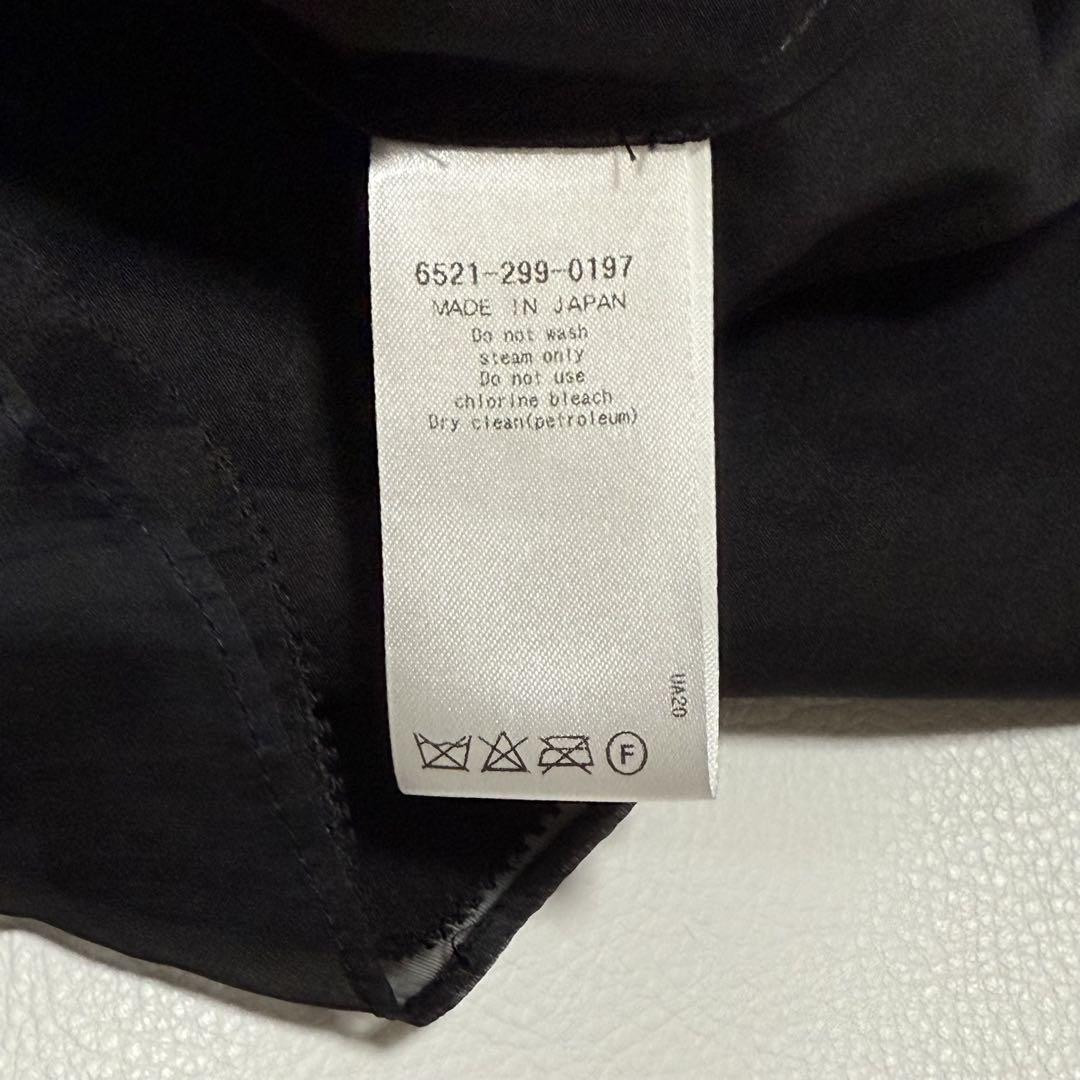 6521-299-0197
MADE IN JAPAN
Do not wash
steam only
Do not use
chlorine bleach
Dry clean(petroleum)
UA20
F